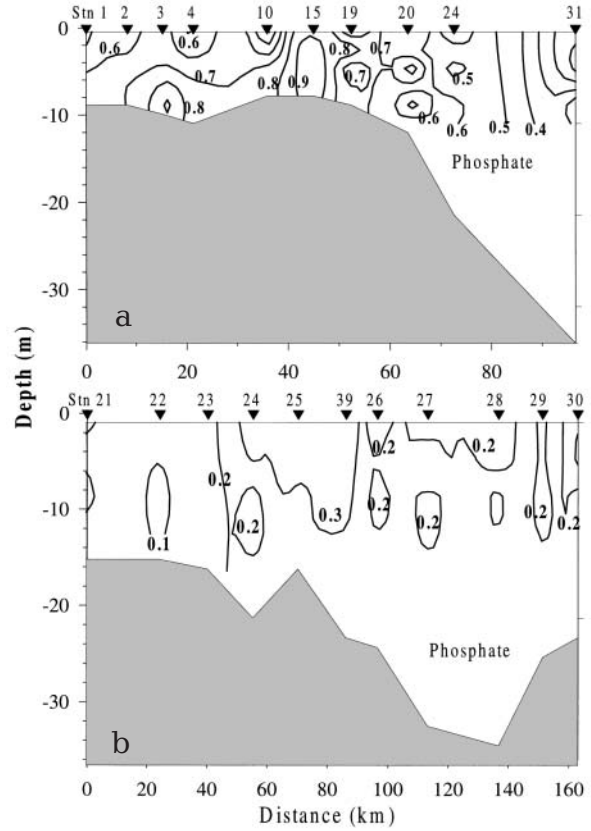 Stn 1 2 3 4 10 15 19 20 24 31
0
-10
-20
-30
0.6 0.6 0.8 0.7
0.7 0.8 0.9 0.7 0.5
0.8 0.6 0.6 0.5 0.4
Phosphate
a
0 20 40 60 80
Depth (m)
Stn 21 22 23 24 25 39 26 27 28 29 30
0
-10
-20
-30
0.2 0.2
0.2 0.2
0.3 0.2 0.2 0.2 0.2
0.1
Phosphate
b
0 20 40 60 80 100 120 140 160
Distance (km)